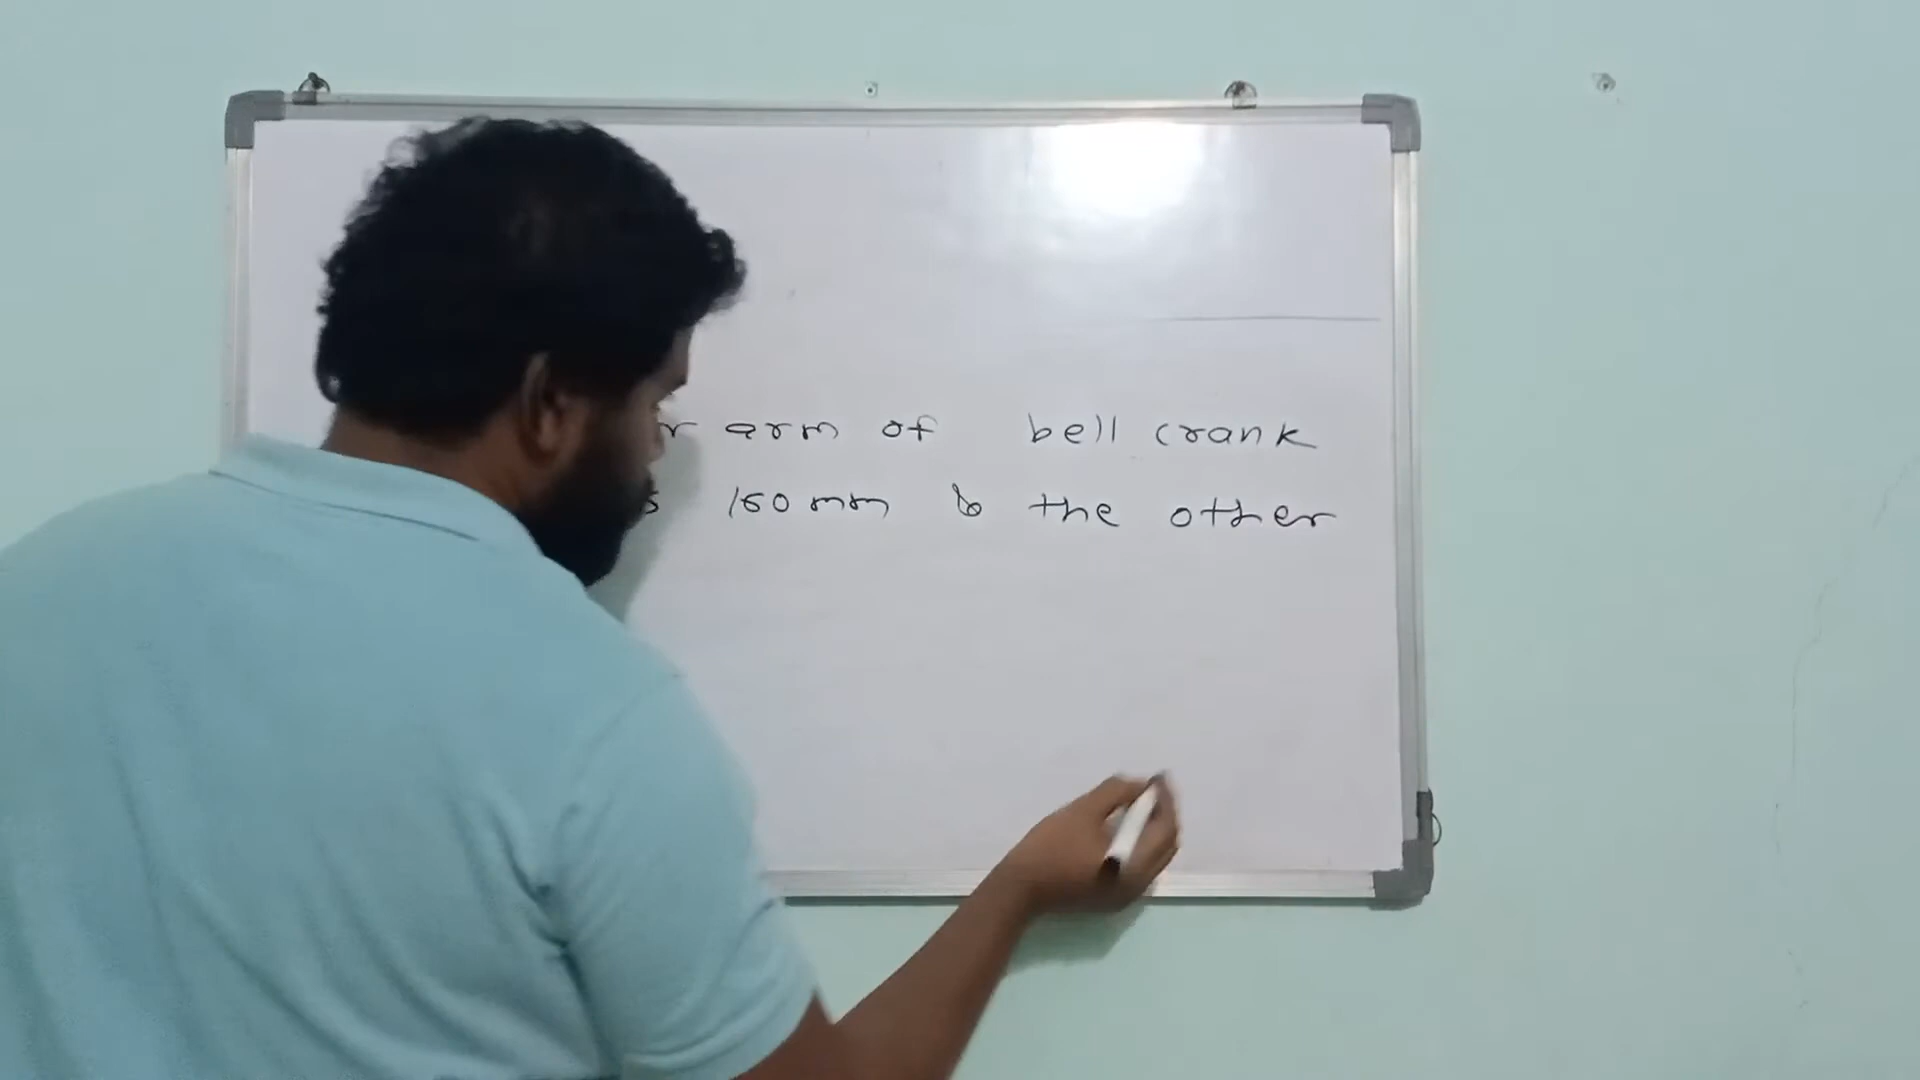 arm of bell crank
150 mm & the other